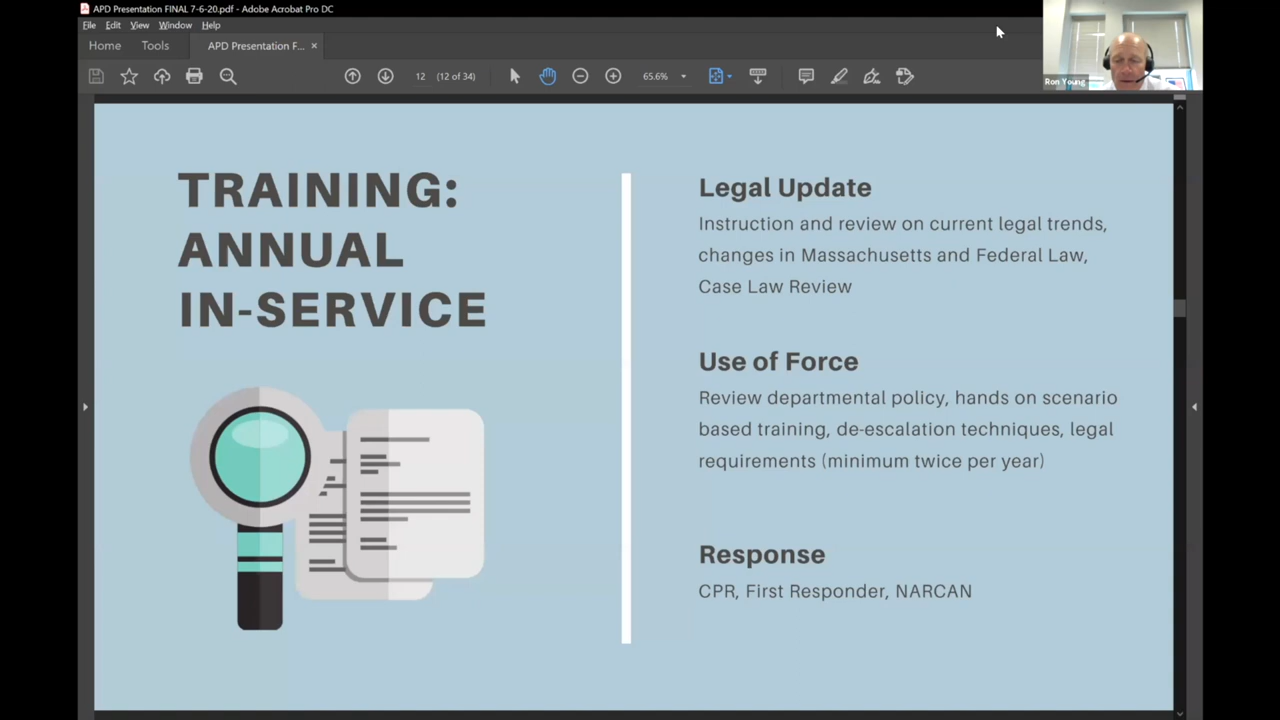 APD Presentation FINAL 7-6-20.pdf - Adobe Acrobat Pro DC
File Edit View Window Help
Home Tools APD Presentation F... ×
12 (12 of 34) 65.6%
Ron Young
TRAINING:
ANNUAL
IN-SERVICE
Legal Update
Instruction and review on current legal trends,
changes in Massachusetts and Federal Law,
Case Law Review
Use of Force
Review departmental policy, hands on scenario
based training, de-escalation techniques, legal
requirements (minimum twice per year)
Response
CPR, First Responder, NARCAN